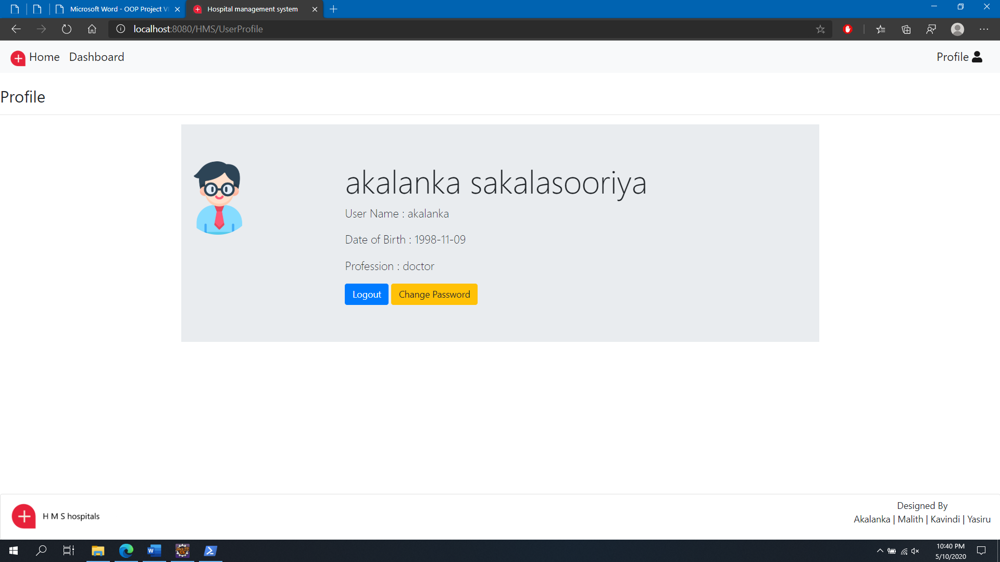 Microsoft Word - OOP Project
Hospital management system
localhost:8080/HMS/UserProfile
Home Dashboard
Profile
Profile
akalanka sakalasooriya
User Name : akalanka
Date of Birth : 1998-11-09
Profession : doctor
Logout Change Password
H M S hospitals
Designed By
Akalanka | Malith | Kavindi | Yasiru
10:40 PM
5/10/2020